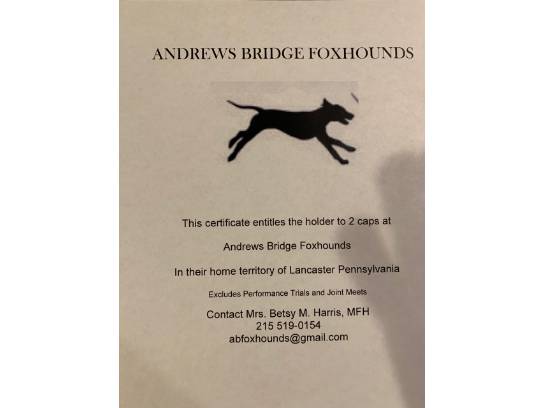 ANDREWS BRIDGE FOXHOUNDS
This certificate entitles the holder to 2 caps at
Andrews Bridge Foxhounds
In their home territory of Lancaster Pennsylvania
Excludes Performance Trials and Joint Meets
Contact Mrs. Betsy M. Harris, MFH
215 519-0154
abfoxhounds@gmail.com